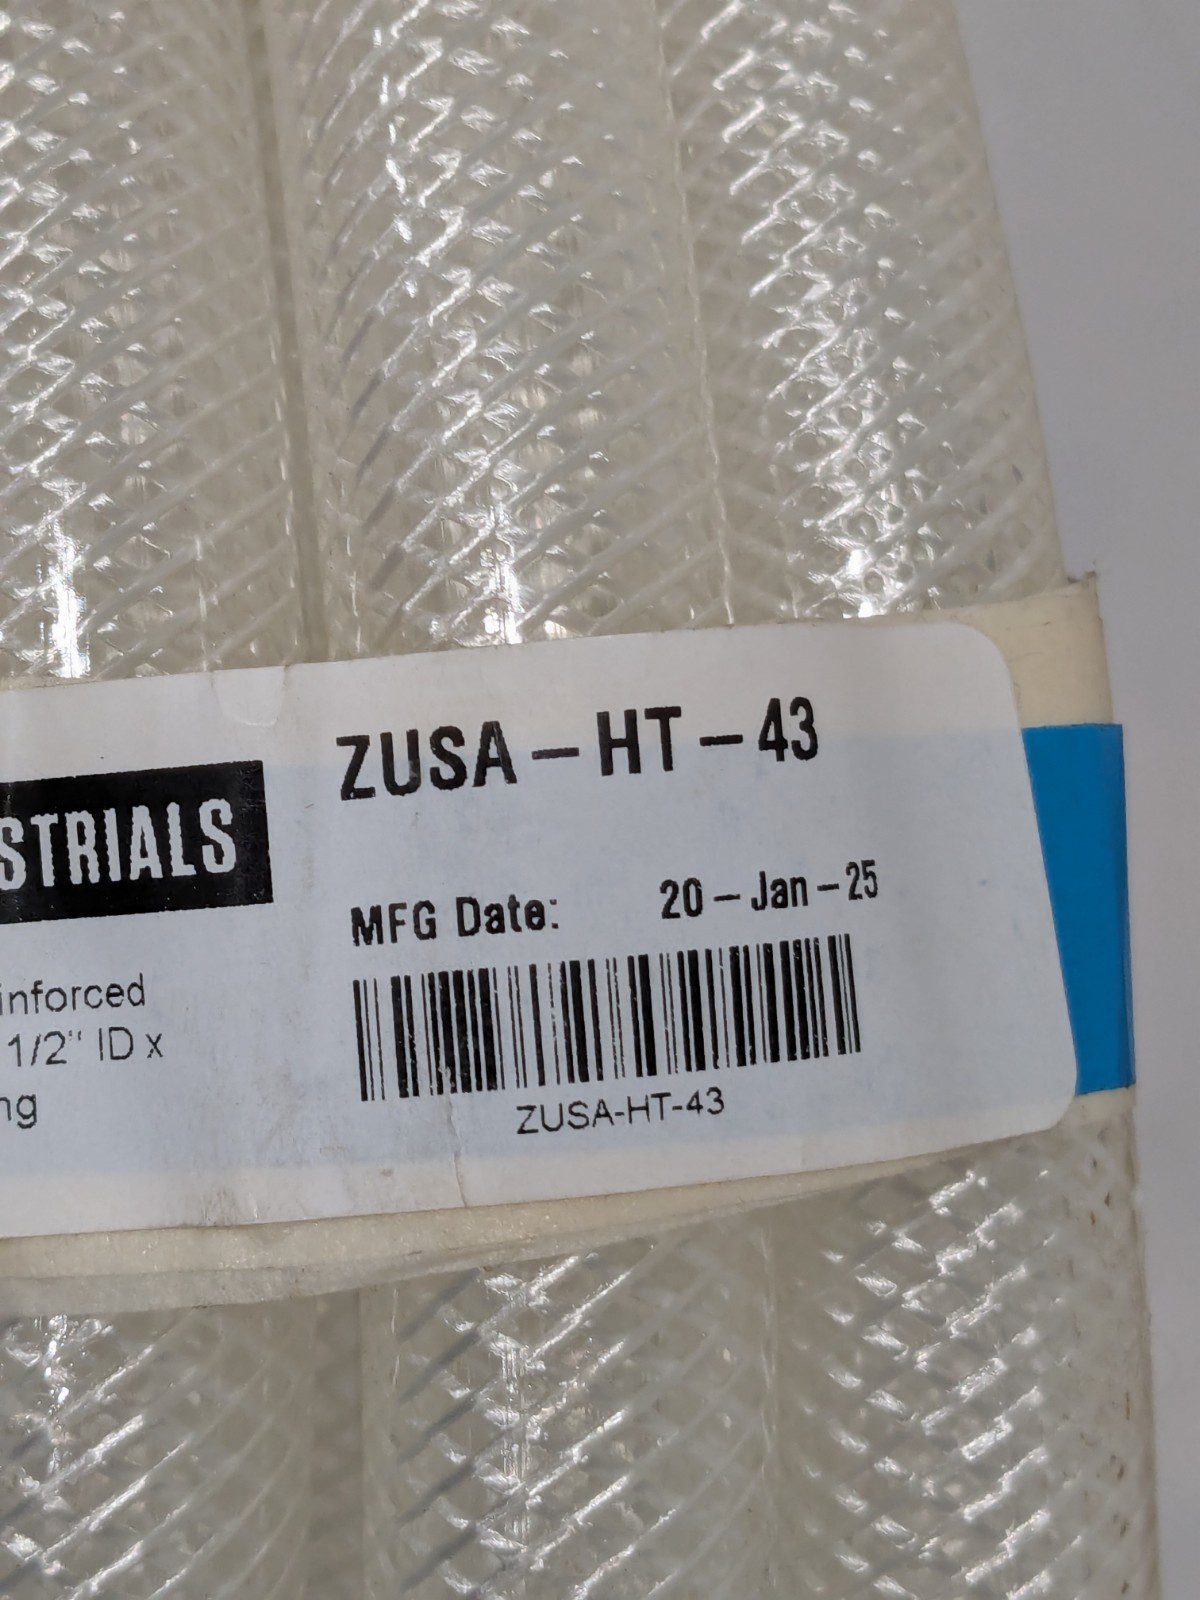 ZUSA-HT-43
STRIALS
MFG Date: 20-Jan-25
inforced
1/2" ID x
ng
ZUSA-HT-43